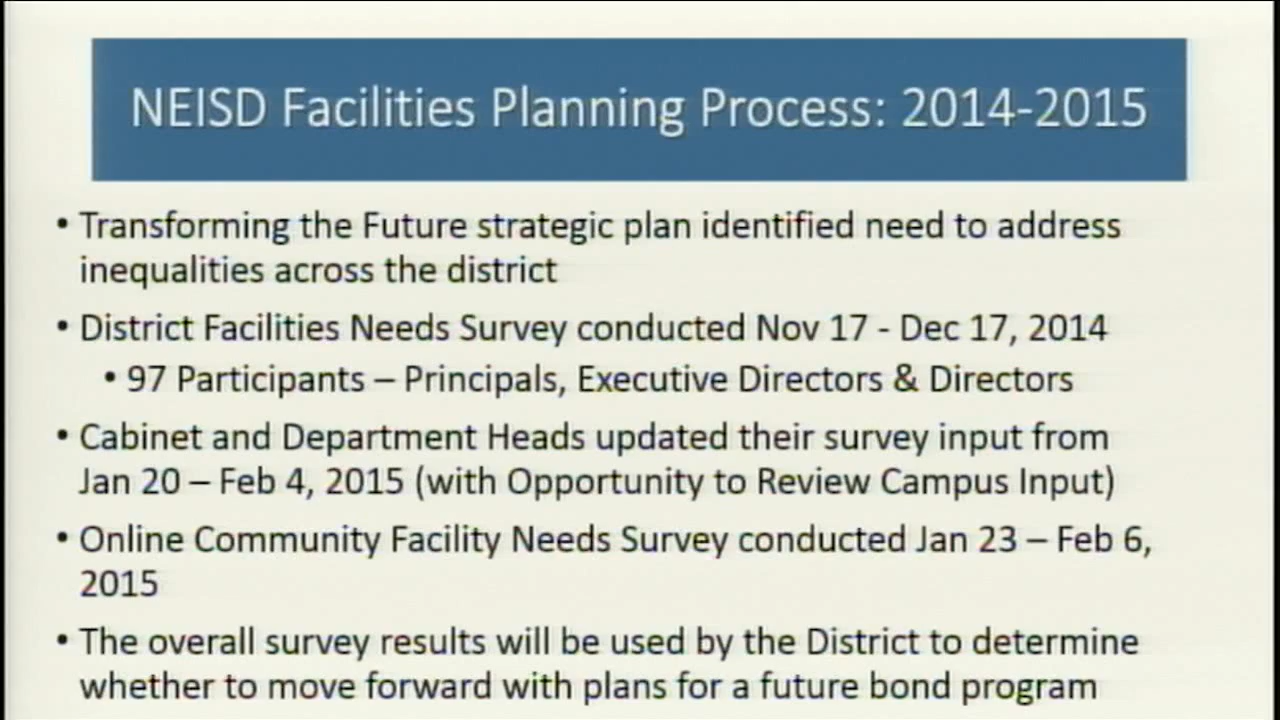 NEISD Facilities Planning Process: 2014-2015
• Transforming the Future strategic plan identified need to address
inequalities across the district
• District Facilities Needs Survey conducted Nov 17 - Dec 17, 2014
• 97 Participants – Principals, Executive Directors & Directors
• Cabinet and Department Heads updated their survey input from
Jan 20 – Feb 4, 2015 (with Opportunity to Review Campus Input)
• Online Community Facility Needs Survey conducted Jan 23 – Feb 6,
2015
• The overall survey results will be used by the District to determine
whether to move forward with plans for a future bond program